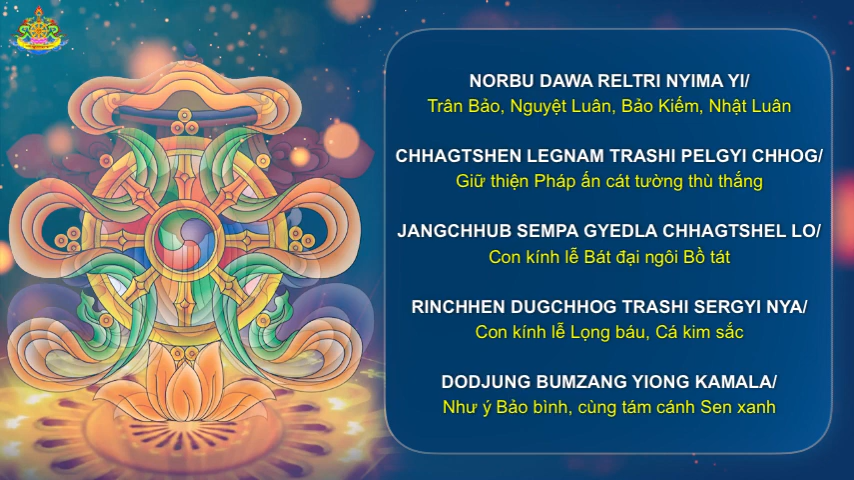 NORBU DAWA RELTRI NYIMA YI/
Trân Bảo, Nguyệt Luân, Bảo Kiếm, Nhật Luân
CHHAGTSHEN LEGNAM TRASHI PELGYI CHHOG/
Giữ thiện Pháp ấn cát tường thù thắng
JANGCHHUB SEMPA GYEDLA CHHAGTSHEL LO/
Con kính lễ Bát đại ngôi Bồ tát
RINCHHEN DUGCHHOG TRASHI SERGYI NYA/
Con kính lễ Lọng báu, Cá kim sắc
DODJUNG BUMZANG YIONG KAMALA/
Như ý Bảo bình, cùng tám cánh Sen xanh